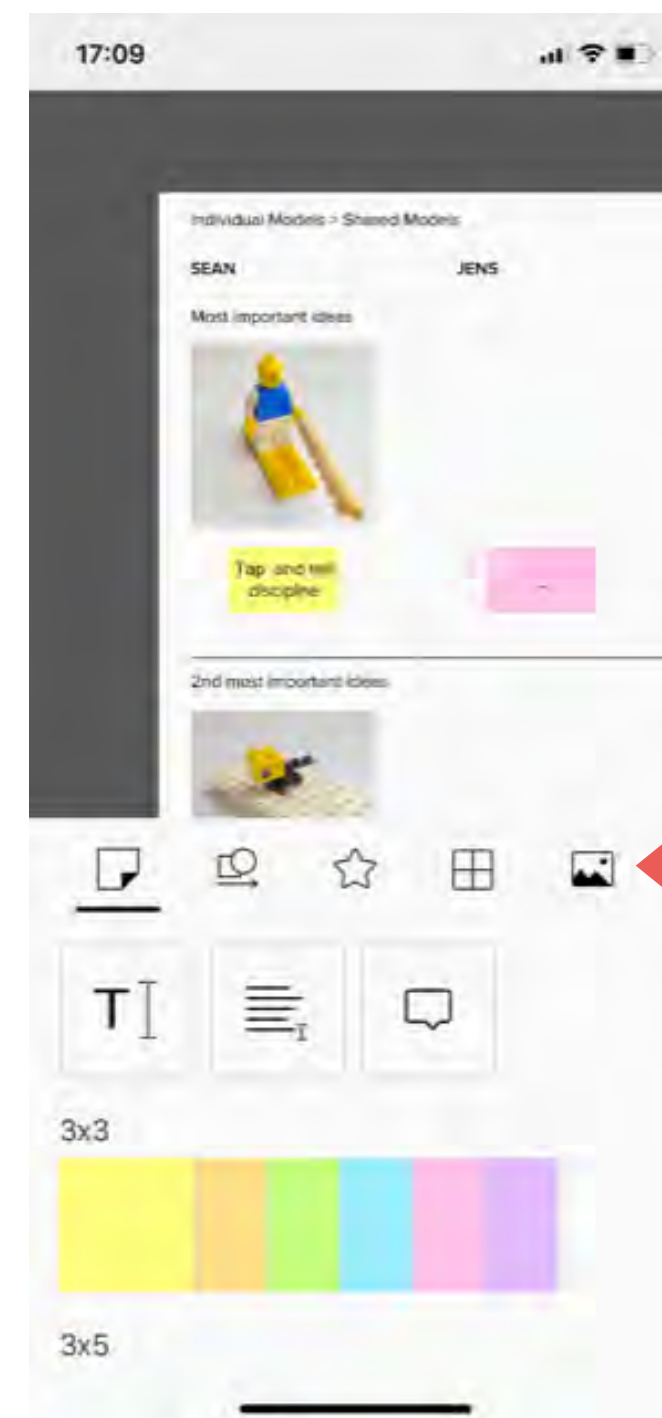 17:09
Individual Models > Shared Models
SEAN JENS
Most important ideas
Tap and tell
discipline
2nd most important ideas
T
3x3
3x5